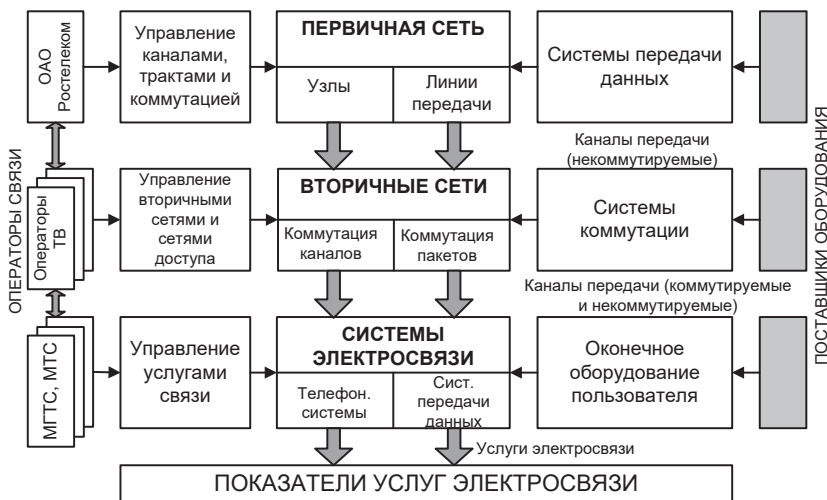 ОПЕРАТОРЫ СВЯЗИ
ОАО
Ростелеком
Управление
каналами,
трактами и
коммутацией
ПЕРВИЧНАЯ СЕТЬ
Узлы
Линии
передачи
Системы передачи
данных
Каналы передачи
(некоммутируемые)
Операторы
ТВ
Управление
вторичными
сетями и
сетями
доступа
ВТОРИЧНЫЕ СЕТИ
Коммутация
каналов
Коммутация
пакетов
Системы
коммутации
Каналы передачи (коммутируемые
и некоммутируемые)
МГТС, МТС
Управление
услугами
связи
СИСТЕМЫ
ЭЛЕКТРОСВЯЗИ
Телефон.
системы
Сист.
передачи
данных
Оконечное
оборудование
пользователя
ПОСТАВЩИКИ ОБОРУДОВАНИЯ
Услуги электросвязи
ПОКАЗАТЕЛИ УСЛУГ ЭЛЕКТРОСВЯЗИ